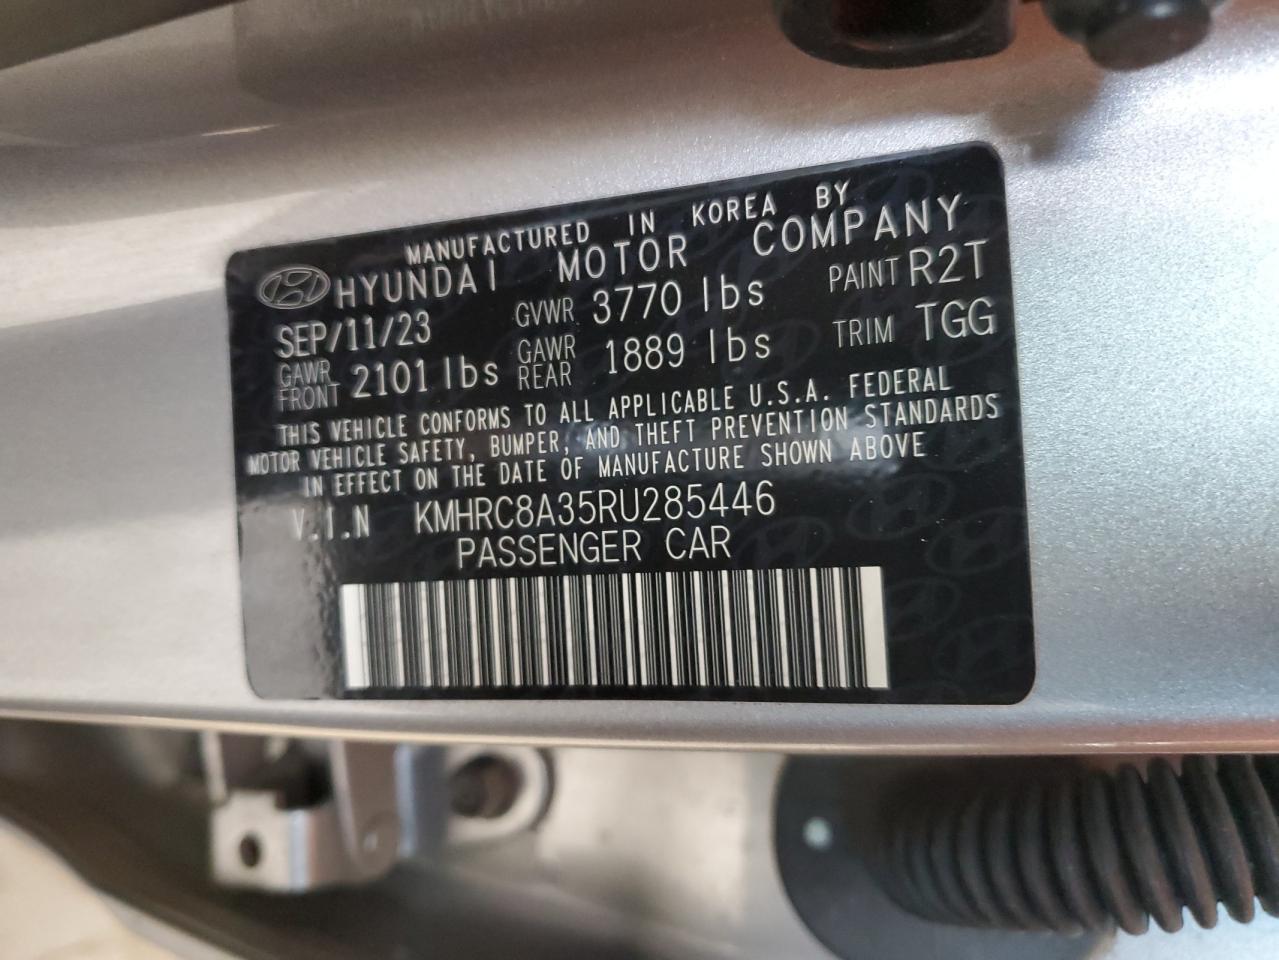 MANUFACTURED IN KOREA BY
HYUNDAI MOTOR COMPANY
SEP/11/23 GVWR 3770 lbs PAINT R2T
GAWR FRONT 2101 lbs GAWR REAR 1889 lbs TRIM TGG
THIS VEHICLE CONFORMS TO ALL APPLICABLE U.S.A. FEDERAL
MOTOR VEHICLE SAFETY, BUMPER, AND THEFT PREVENTION STANDARDS
IN EFFECT ON THE DATE OF MANUFACTURE SHOWN ABOVE
V.I.N KMHRC8A35RU285446
PASSENGER CAR